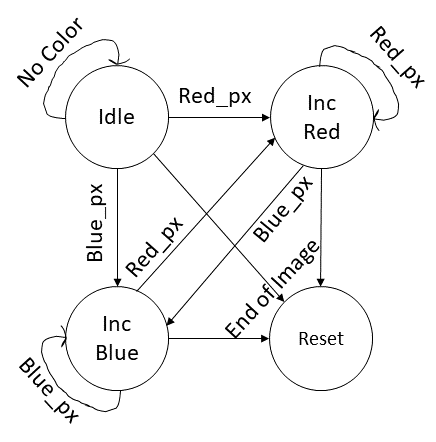 No Color
Red_px
Idle
Red_px
Inc
Red
Blue_px
Red_px
Blue_px
End of Image
Inc
Blue
Reset
Blue_px